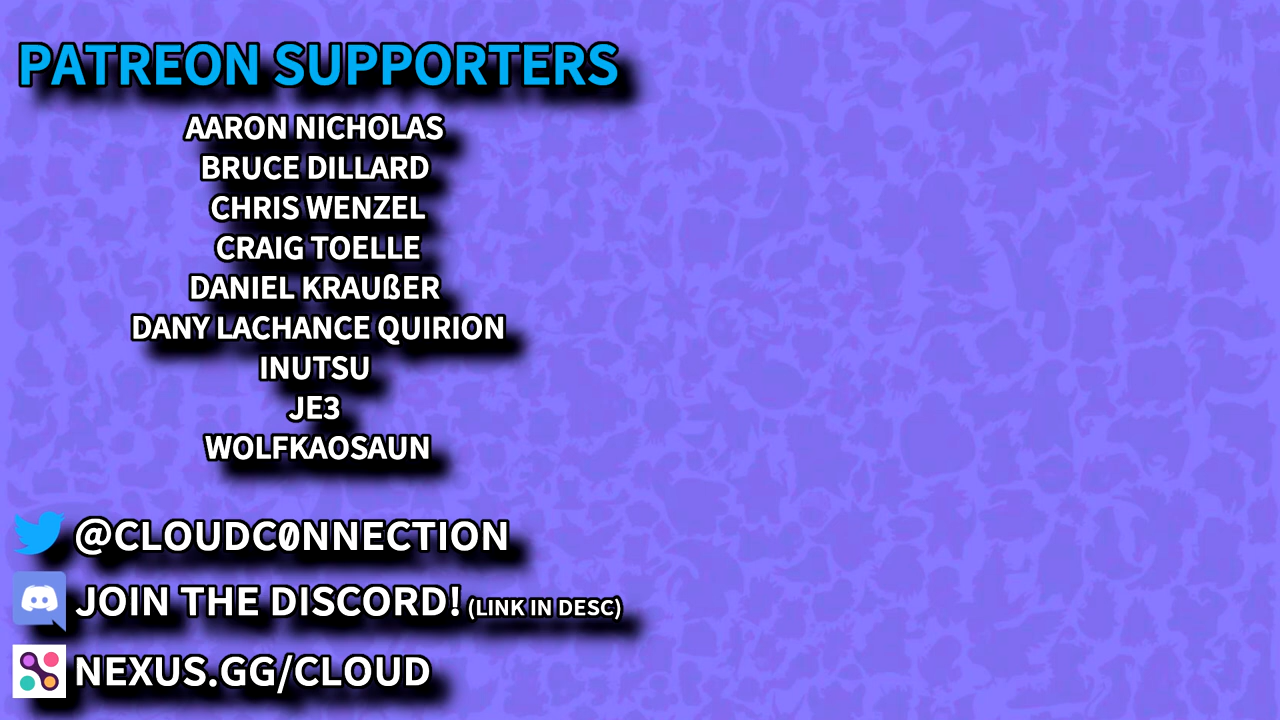 PATREON SUPPORTERS
AARON NICHOLAS
BRUCE DILLARD
CHRIS WENZEL
CRAIG TOELLE
DANIEL KRAUßER
DANY LACHANCE QUIRION
INUTSU
JE3
WOLFKAOSAUN
@CLOUDC0NNECTION
JOIN THE DISCORD! (LINK IN DESC)
NEXUS.GG/CLOUD